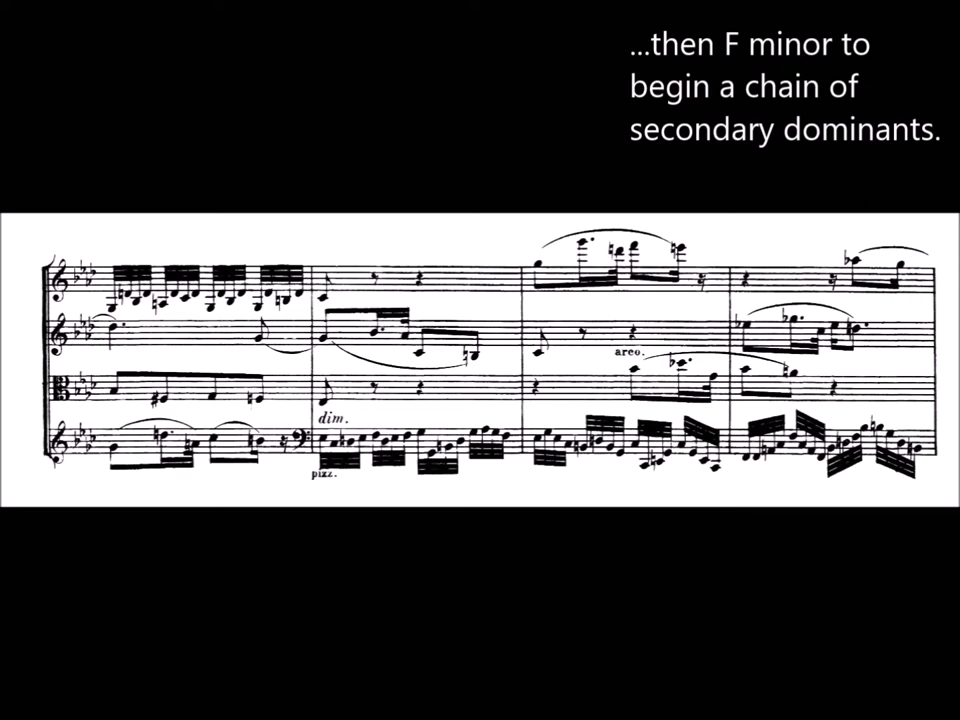 ...then F minor to
begin a chain of
secondary dominants.
arco.
dim.
pizz.